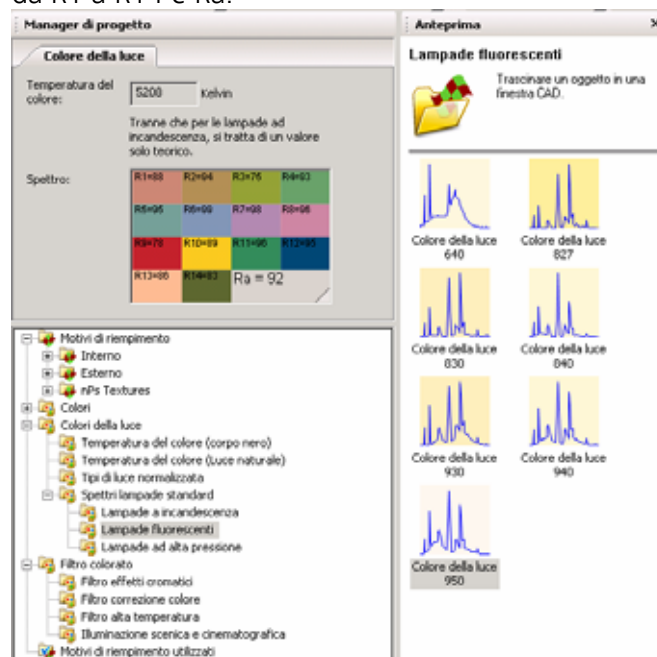 da R1 a R14 e Ra.
Manager di progetto
Colore della luce
Temperatura del
colore:
5200
Kelvin
Tranne che per le lampade ad
incandescenza, si tratta di un valore
solo teorico.
Spettro:
R1=88 R2=94 R3=76 R4=83
R5=95 R6=99 R7=98 R8=96
R9=78 R10=89 R11=96 R12=95
R13=86 R14=83 Ra = 92
Motivi di riempimento
Interno
Esterno
nPs Textures
Colori
Colori della luce
Temperatura del colore (corpo nero)
Temperatura del colore (Luce naturale)
Tipi di luce normalizzata
Spettri lampade standard
Lampade a incandescenza
Lampade fluorescenti
Lampade ad alta pressione
Filtro colorato
Filtro effetti cromatici
Filtro correzione colore
Filtro alta temperatura
Illuminazione scenica e cinematografica
Motivi di riempimento utilizzati
Anteprima
Lampade fluorescenti
Trascinare un oggetto in una
finestra CAD.
Colore della luce
640
Colore della luce
827
Colore della luce
830
Colore della luce
840
Colore della luce
930
Colore della luce
940
Colore della luce
950